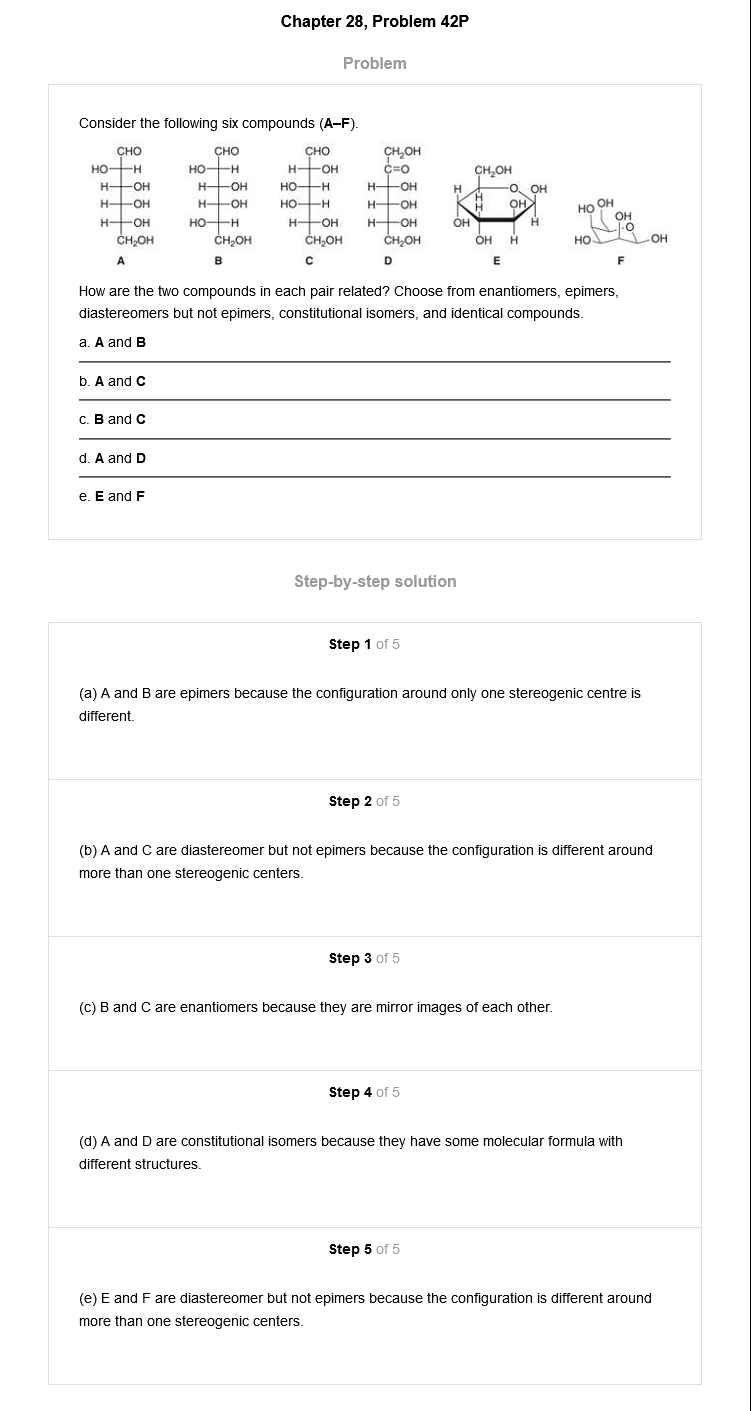 Chapter 28, Problem 42P
Problem
Consider the following six compounds (A–F).
CHO CHO CHO CH₂OH
HO H HO H H OH C=O CH₂OH
H OH H OH HO H H OH H O OH
H OH H OH HO H H OH H H OH HO OH
H OH HO H H OH H OH OH H OH O
CH₂OH CH₂OH CH₂OH CH₂OH OH H HO OH
A B C D E F
How are the two compounds in each pair related? Choose from enantiomers, epimers,
diastereomers but not epimers, constitutional isomers, and identical compounds.
a. A and B
b. A and C
c. B and C
d. A and D
e. E and F
Step-by-step solution
Step 1 of 5
(a) A and B are epimers because the configuration around only one stereogenic centre is
different.
Step 2 of 5
(b) A and C are diastereomer but not epimers because the configuration is different around
more than one stereogenic centers.
Step 3 of 5
(c) B and C are enantiomers because they are mirror images of each other.
Step 4 of 5
(d) A and D are constitutional isomers because they have some molecular formula with
different structures.
Step 5 of 5
(e) E and F are diastereomer but not epimers because the configuration is different around
more than one stereogenic centers.